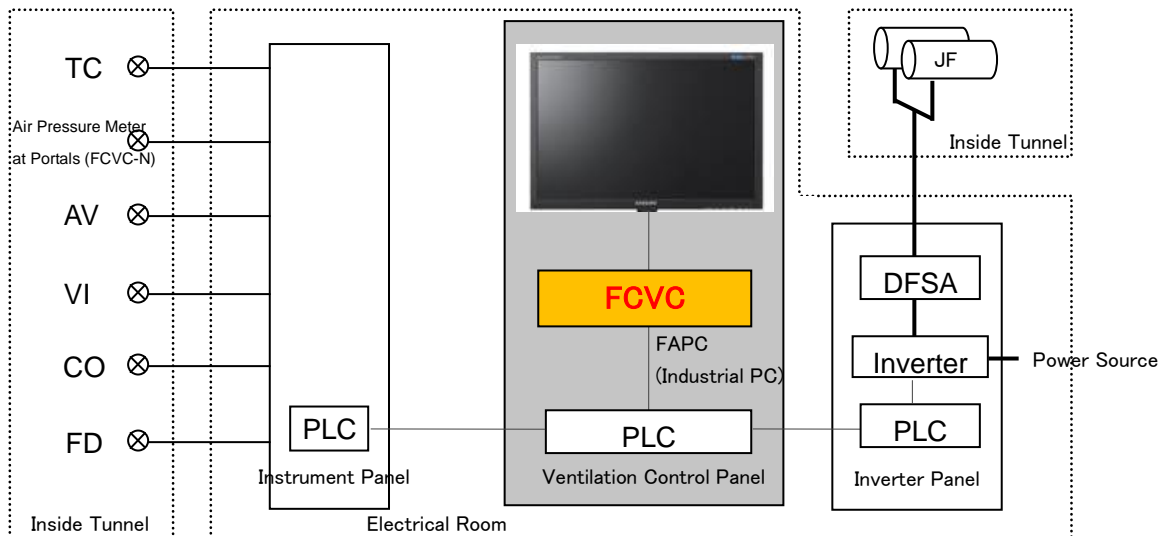 TC
Air Pressure Meter
at Portals (FCVC-N)
AV
VI
CO
FD
Inside Tunnel
PLC
Instrument Panel
Electrical Room
FCVC
FAPC
(Industrial PC)
PLC
Ventilation Control Panel
JF
Inside Tunnel
DFSA
Inverter
Power Source
PLC
Inverter Panel